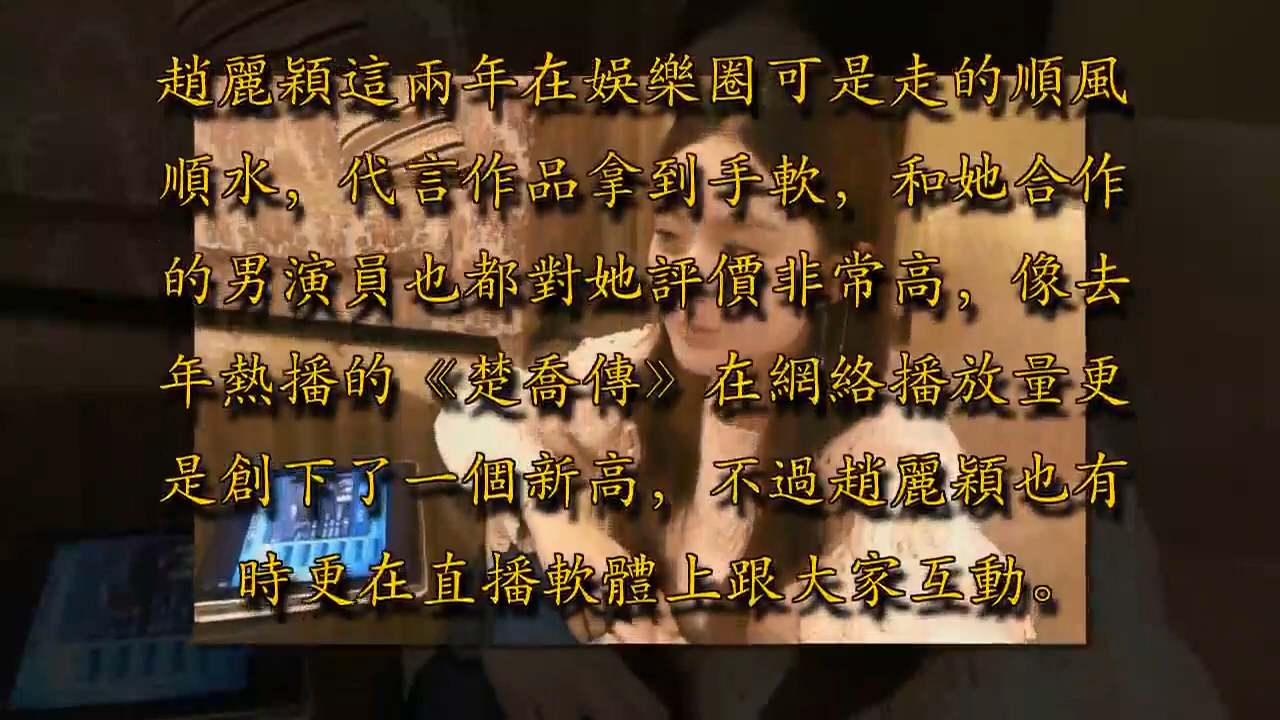 趙麗穎這兩年在娛樂圈可是走的順風
順水，代言作品拿到手軟，和她合作
的男演員也都對她評價非常高，像去
年熱播的《楚喬傳》在網絡播放量更
是創下了一個新高，不過趙麗穎也有
時更在直播軟體上跟大家互動。